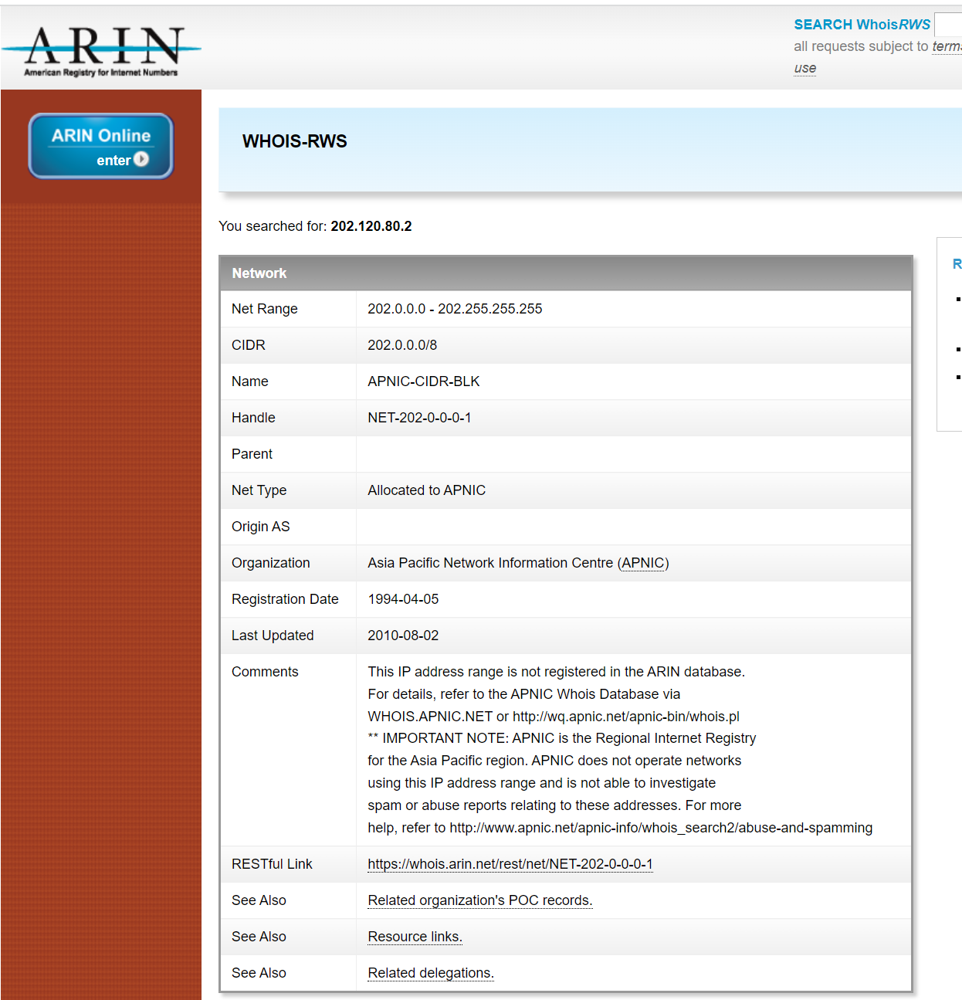 ARIN
American Registry for Internet Numbers
SEARCH WhoisRWS
all requests subject to
use
ARIN Online
enter
WHOIS-RWS
You searched for: 202.120.80.2
Network
Net Range 202.0.0.0 - 202.255.255.255
CIDR 202.0.0.0/8
Name APNIC-CIDR-BLK
Handle NET-202-0-0-0-1
Parent
Net Type Allocated to APNIC
Origin AS
Organization Asia Pacific Network Information Centre (APNIC)
Registration Date 1994-04-05
Last Updated 2010-08-02
Comments This IP address range is not registered in the ARIN database.
For details, refer to the APNIC Whois Database via
WHOIS.APNIC.NET or http://wq.apnic.net/apnic-bin/whois.pl
** IMPORTANT NOTE: APNIC is the Regional Internet Registry
for the Asia Pacific region. APNIC does not operate networks
using this IP address range and is not able to investigate
spam or abuse reports relating to these addresses. For more
help, refer to http://www.apnic.net/apnic-info/whois_search2/abuse-and-spamming
RESTful Link https://whois.arin.net/rest/net/NET-202-0-0-0-1
See Also Related organization's POC records.
See Also Resource links.
See Also Related delegations.